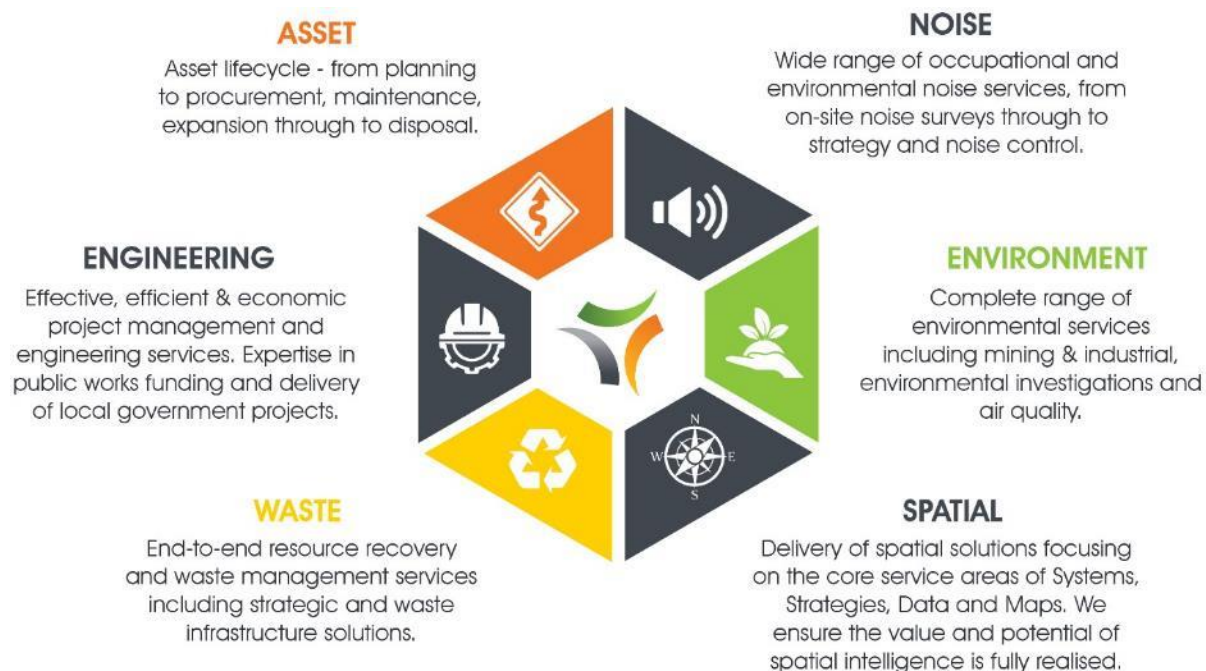 ASSET
Asset lifecycle - from planning
to procurement, maintenance,
expansion through to disposal.
NOISE
Wide range of occupational and
environmental noise services, from
on-site noise surveys through to
strategy and noise control.
ENGINEERING
Effective, efficient & economic
project management and
engineering services. Expertise in
public works funding and delivery
of local government projects.
ENVIRONMENT
Complete range of
environmental services
including mining & industrial,
environmental investigations and
air quality.
N
W E
S
WASTE
End-to-end resource recovery
and waste management services
including strategic and waste
infrastructure solutions.
SPATIAL
Delivery of spatial solutions focusing
on the core service areas of Systems,
Strategies, Data and Maps. We
ensure the value and potential of
spatial intelligence is fully realised.